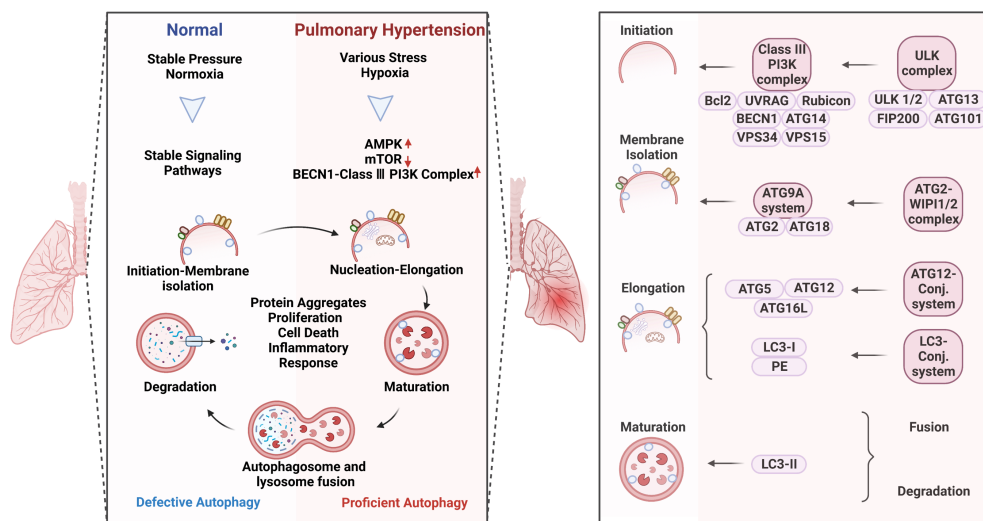 Normal
Pulmonary Hypertension
Stable Pressure
Normoxia
Various Stress
Hypoxia
Stable Signaling
Pathways
AMPK
mTOR
BECN1-Class Ⅲ PI3K Complex
Initiation-Membrane
isolation
Nucleation-Elongation
Protein Aggregates
Proliferation
Cell Death
Inflammatory
Response
Degradation
Maturation
Autophagosome and
lysosome fusion
Defective Autophagy
Proficient Autophagy
Initiation
Class III
PI3K
complex
ULK
complex
Bcl2 UVRAG Rubicon
BECN1 ATG14
VPS34 VPS15
ULK 1/2 ATG13
FIP200 ATG101
Membrane
Isolation
ATG9A
system
ATG2 ATG18
ATG2-
WIPI1/2
complex
Elongation
ATG5 ATG12
ATG16L
ATG12-
Conj.
system
LC3-I
PE
LC3-
Conj.
system
Maturation
LC3-II
Fusion
Degradation